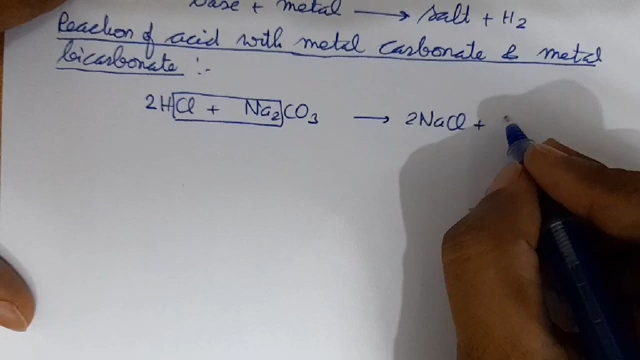 Base + metal ⟶ Salt + H₂
Reaction of acid with metal carbonate & metal
bicarbonate :-
2HCl + Na₂CO₃ ⟶ 2NaCl +